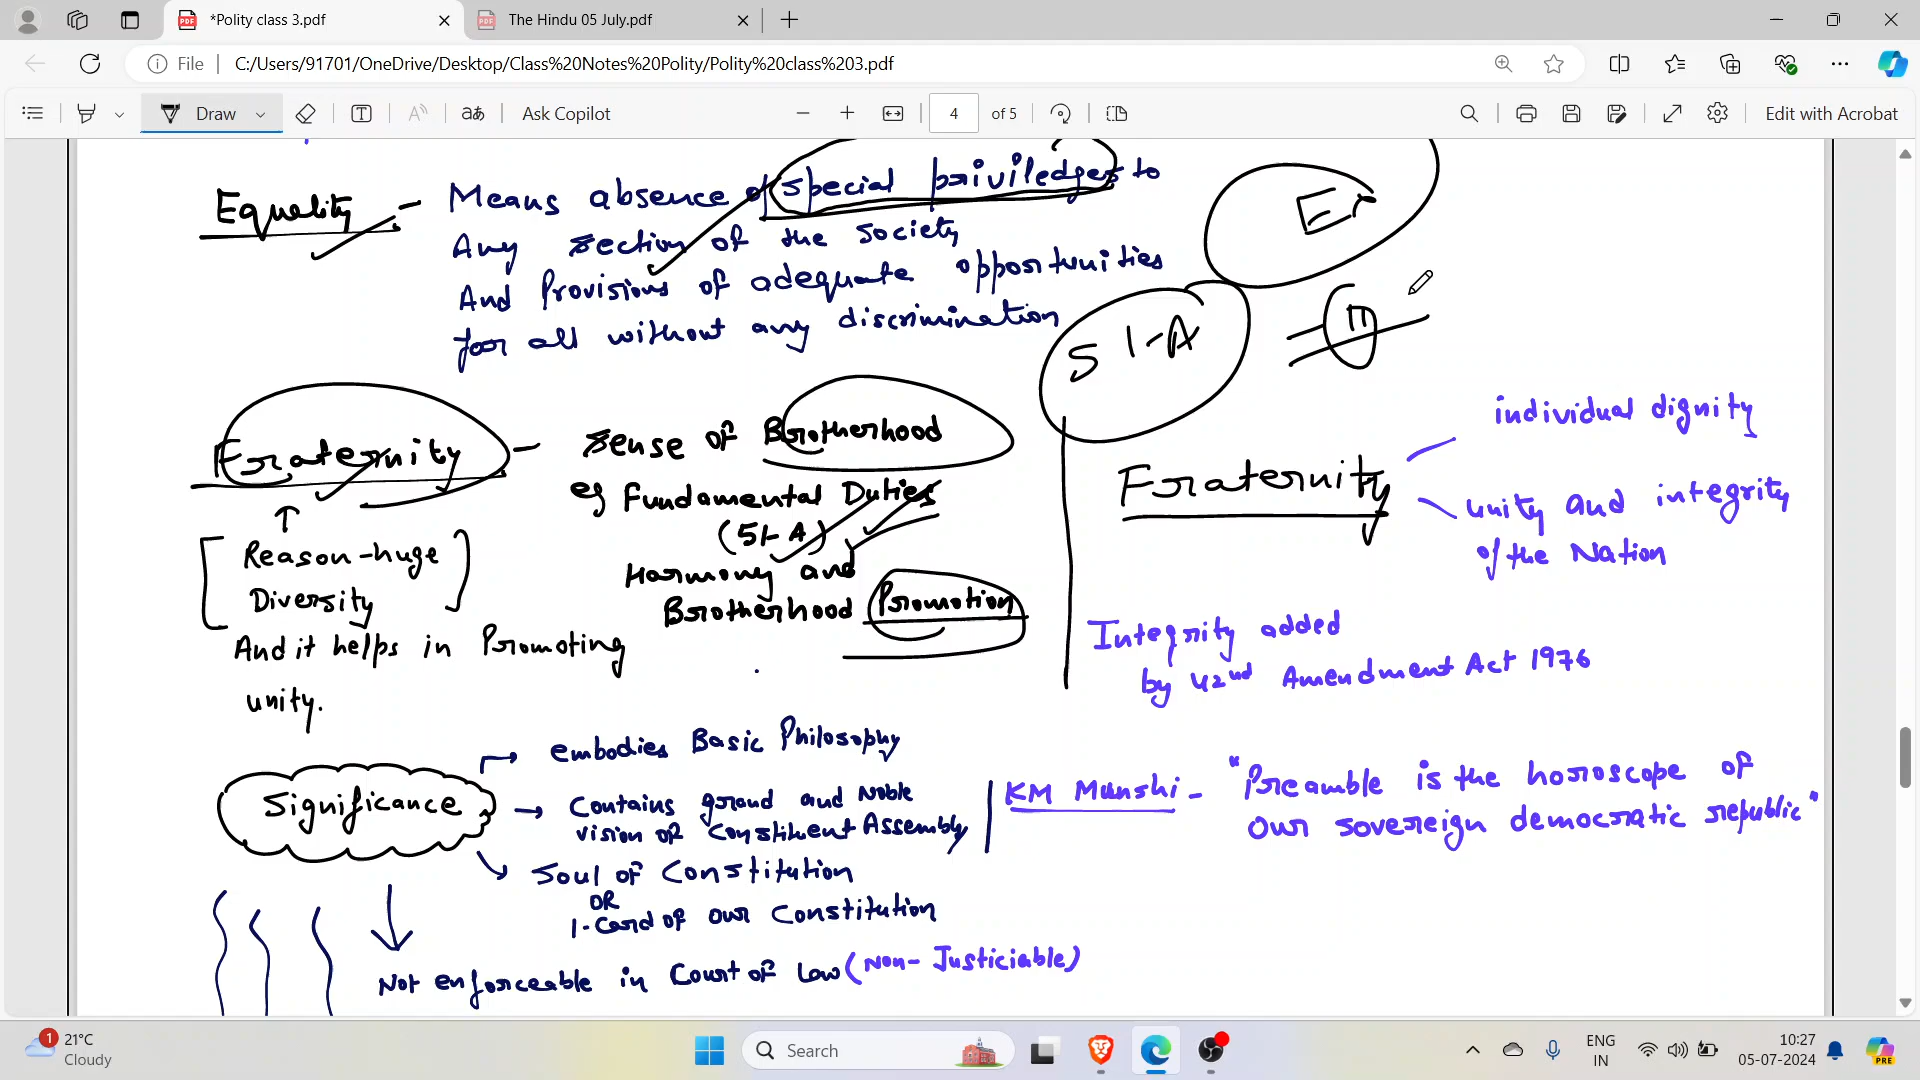 *Polity class 3.pdf
The Hindu 05 July.pdf
File
C:/Users/91701/OneDrive/Desktop/Class%20Notes%20Polity/Polity%20class%203.pdf
Draw
Ask Copilot
4 of 5
Edit with Acrobat
Equality - Means absence of special priviledges to
Any section of the society
And Provisions of adequate opportunities
for all without any discrimination
51-A
Fraternity - sense of Brotherhood
eg Fundamental Duties
(51-A)
Harmony and
Brotherhood Promotion
[Reason-huge
Diversity]
And it helps in Promoting
unity.
Fraternity
individual dignity
unity and integrity
of the Nation
Integrity added
by 42nd Amendment Act 1976
Significance
embodies Basic Philosophy
Contains grand and Noble
vision of Constituent Assembly
Soul of Constitution
OR
I-Card of our Constitution
Not enforceable in Court of Law (Non-Justiciable)
KM Munshi - "Preamble is the horoscope of
Our sovereign democratic republic"
1
21°C
Cloudy
Search
ENG
IN
10:27
05-07-2024
PRE